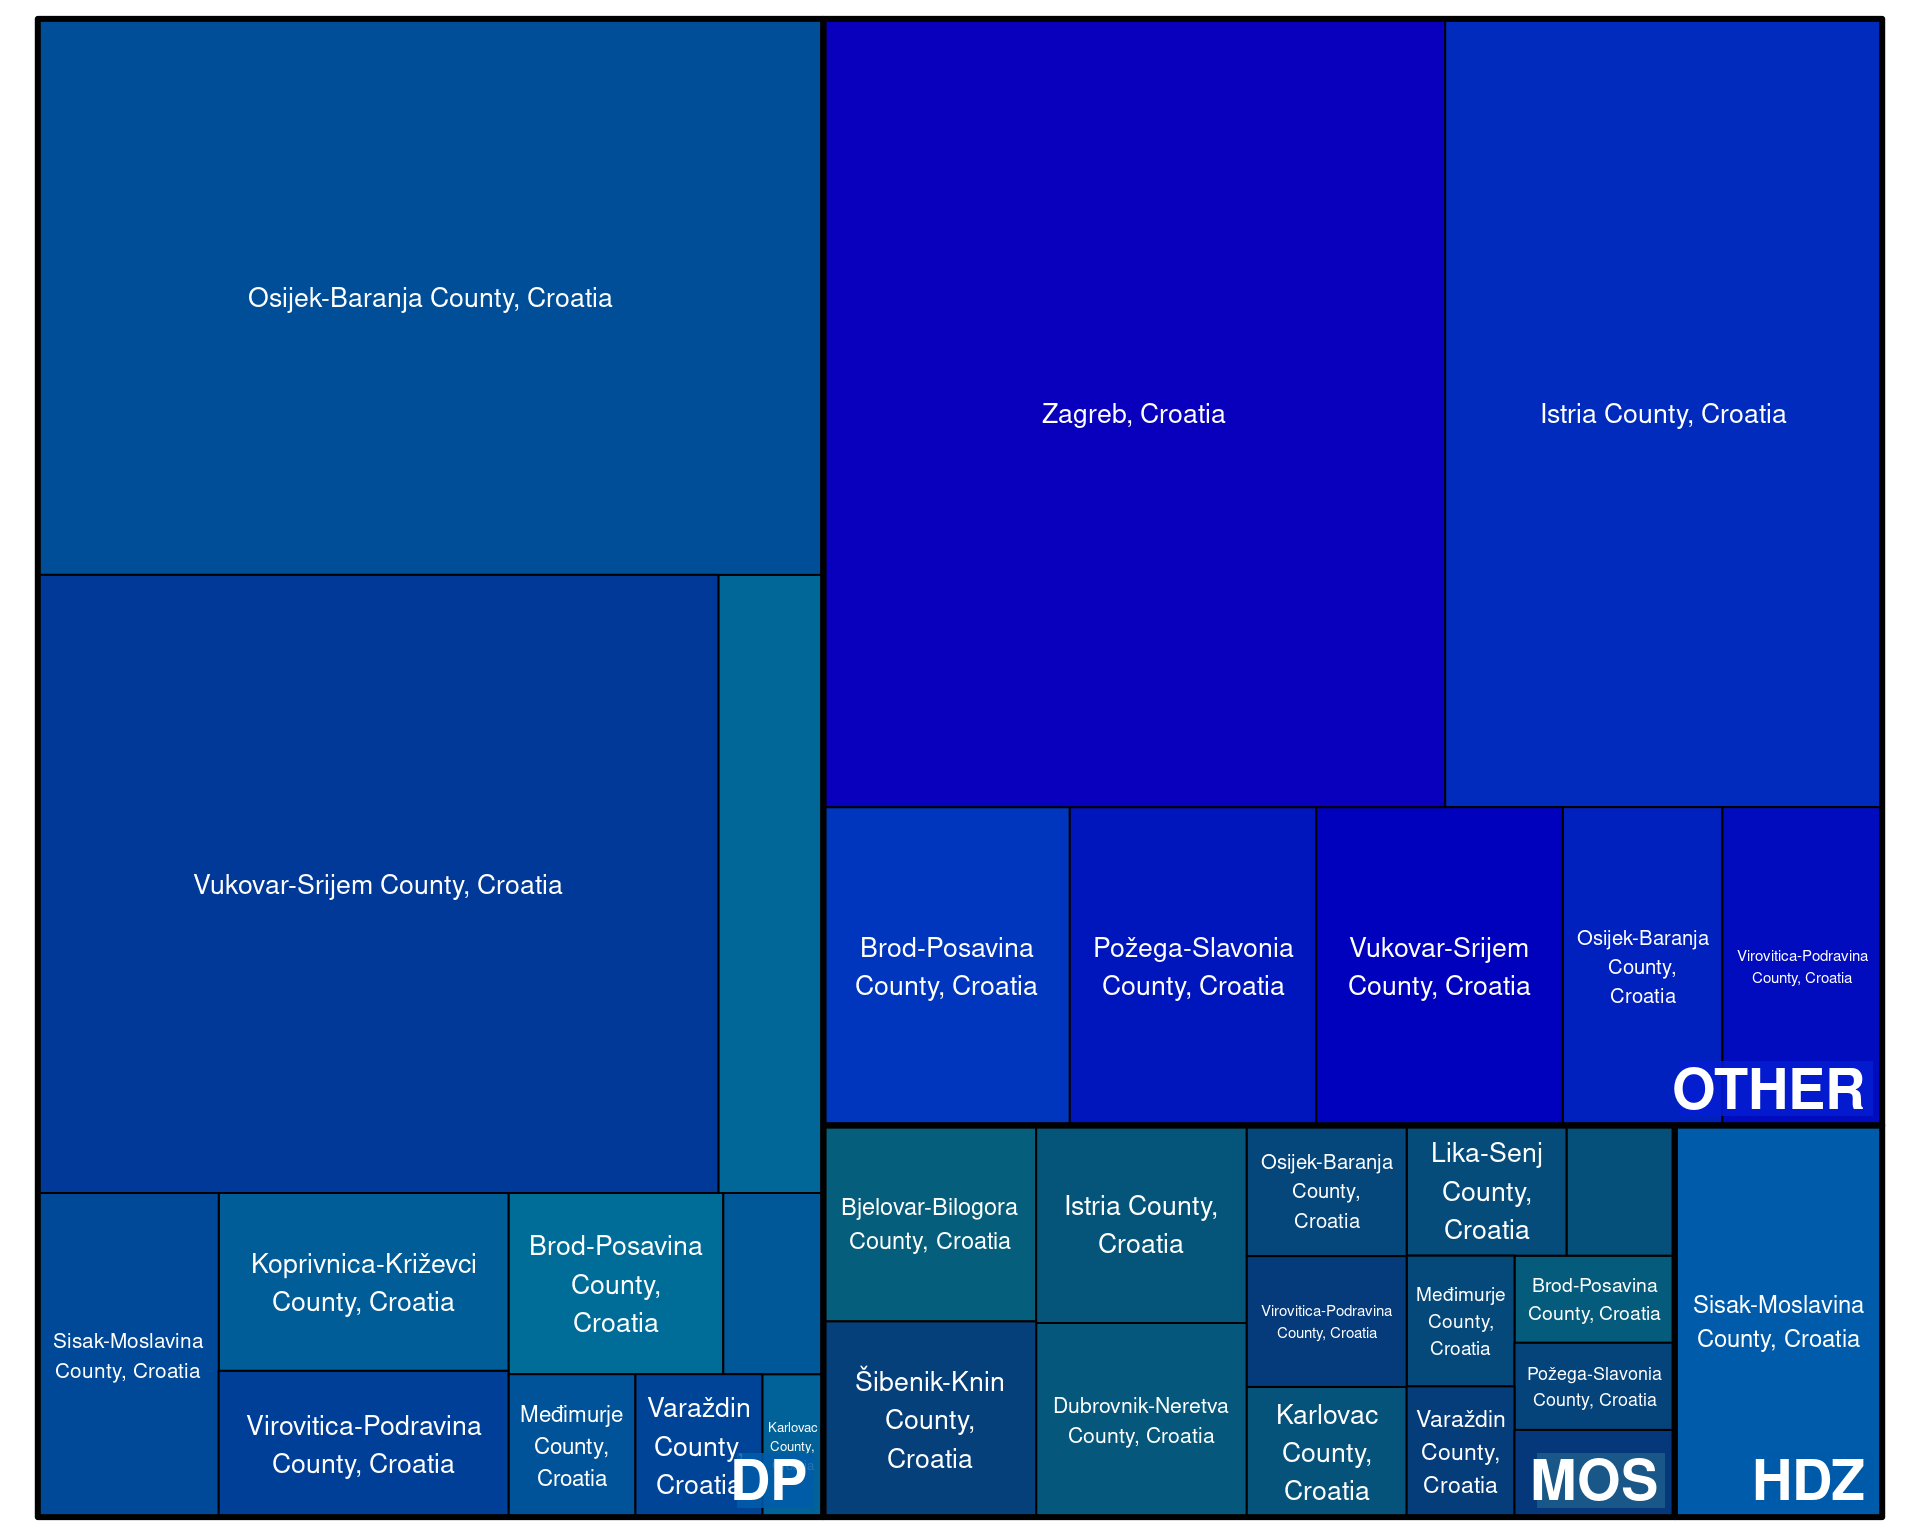 Osijek-Baranja County, Croatia
Vukovar-Srijem County, Croatia
Sisak-Moslavina
County, Croatia
Koprivnica-Križevci
County, Croatia
Virovitica-Podravina
County, Croatia
Brod-Posavina
County,
Croatia
Međimurje
County,
Croatia
Varaždin
County,
Croatia
Karlovac
County,
DP
Zagreb, Croatia
Istria County, Croatia
Brod-Posavina
County, Croatia
Požega-Slavonia
County, Croatia
Vukovar-Srijem
County, Croatia
Osijek-Baranja
County,
Croatia
Virovitica-Podravina
County, Croatia
OTHER
Bjelovar-Bilogora
County, Croatia
Šibenik-Knin
County,
Croatia
Istria County,
Croatia
Dubrovnik-Neretva
County, Croatia
Osijek-Baranja
County,
Croatia
Virovitica-Podravina
County, Croatia
Karlovac
County,
Croatia
Lika-Senj
County,
Croatia
Međimurje
County,
Croatia
Varaždin
County,
Croatia
Brod-Posavina
County, Croatia
Požega-Slavonia
County, Croatia
MOS
Sisak-Moslavina
County, Croatia
HDZ